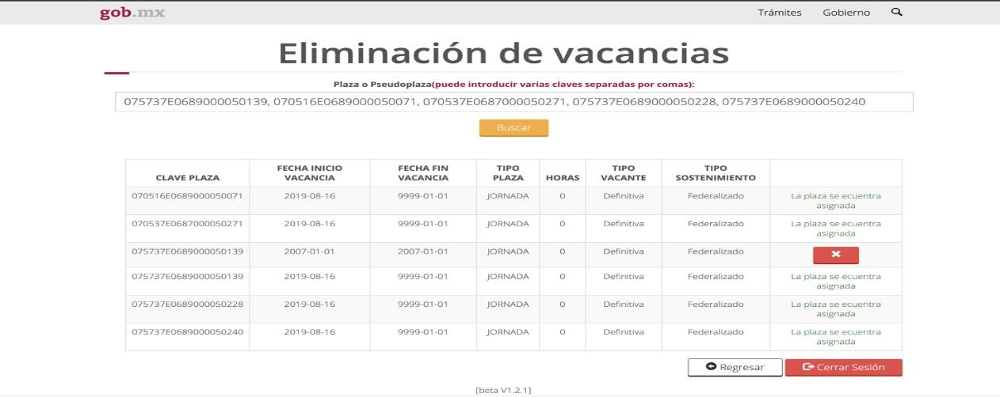 gob.mx
Trámites Gobierno
Eliminación de vacancias
Plaza o Pseudoplaza(puede introducir varias claves separadas por comas):
075737E0689000050139, 070516E0689000050071, 070537E0687000050271, 075737E0689000050228, 075737E0689000050240
Buscar
CLAVE PLAZA FECHA INICIO VACANCIA FECHA FIN VACANCIA TIPO PLAZA HORAS TIPO VACANTE TIPO SOSTENIMIENTO
070516E0689000050071 2019-08-16 9999-01-01 JORNADA 0 Definitiva Federalizado La plaza se ecuentra asignada
070537E0687000050271 2019-08-16 9999-01-01 JORNADA 0 Definitiva Federalizado La plaza se ecuentra asignada
075737E0689000050139 2007-01-01 2007-01-01 JORNADA 0 Definitiva Federalizado
075737E0689000050139 2019-08-16 9999-01-01 JORNADA 0 Definitiva Federalizado La plaza se ecuentra asignada
075737E0689000050228 2019-08-16 9999-01-01 JORNADA 0 Definitiva Federalizado La plaza se ecuentra asignada
075737E0689000050240 2019-08-16 9999-01-01 JORNADA 0 Definitiva Federalizado La plaza se ecuentra asignada
Regresar Cerrar Sesión
[beta V1.2.1]